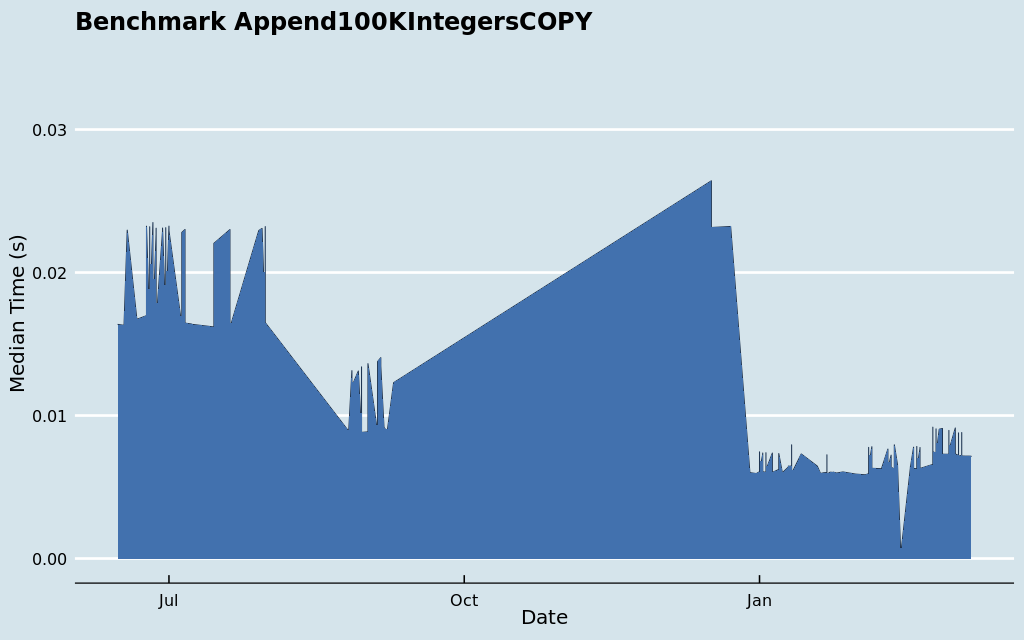 Benchmark Append100KIntegersCOPY
0.03
0.02
0.01
0.00
Median Time (s)
Jul
Oct
Jan
Date